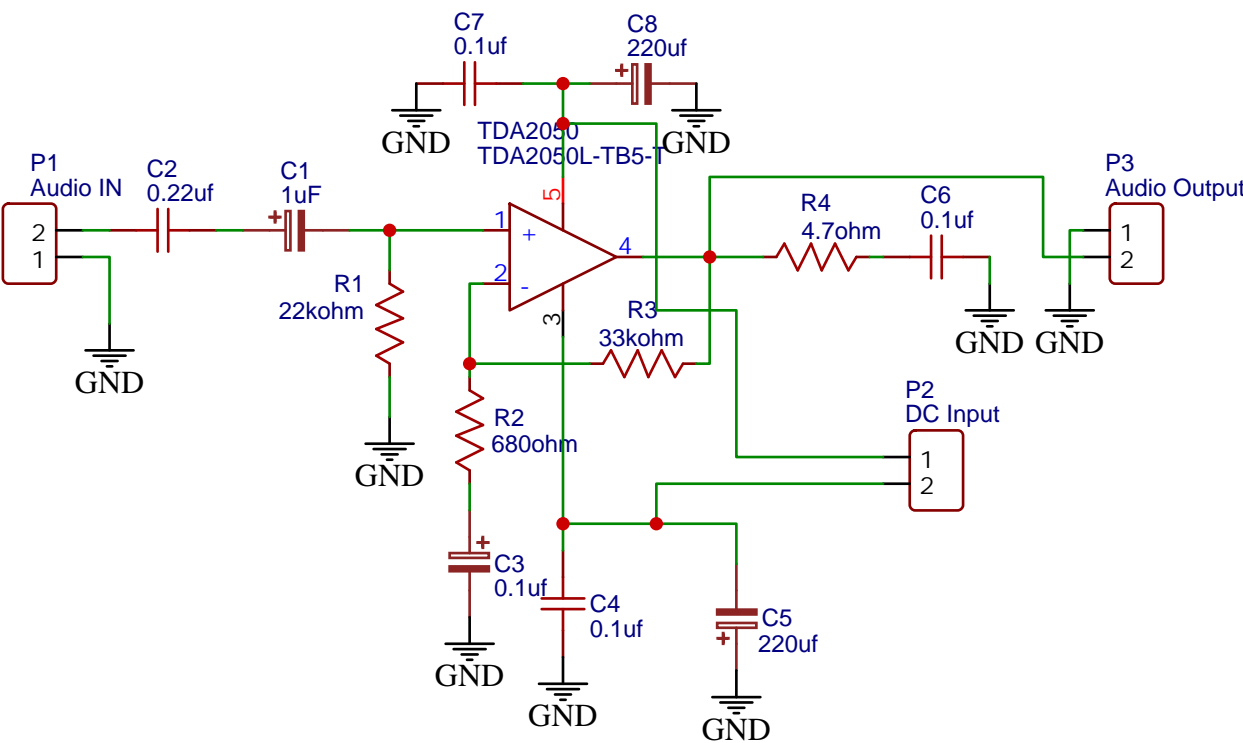 C7
0.1uf
C8
220uf
GND
GND
TDA2050
TDA2050L-TB5-T
P1
Audio IN
2
1
C2
0.22uf
+
C1
1uF
+
5
1
+
2
-
4
3
R1
22kohm
GND
GND
R4
4.7ohm
C6
0.1uf
P3
Audio Output
1
2
GND
GND
R3
33kohm
R2
680ohm
P2
DC Input
1
2
+
C3
0.1uf
GND
C4
0.1uf
GND
C5
220uf
+
GND